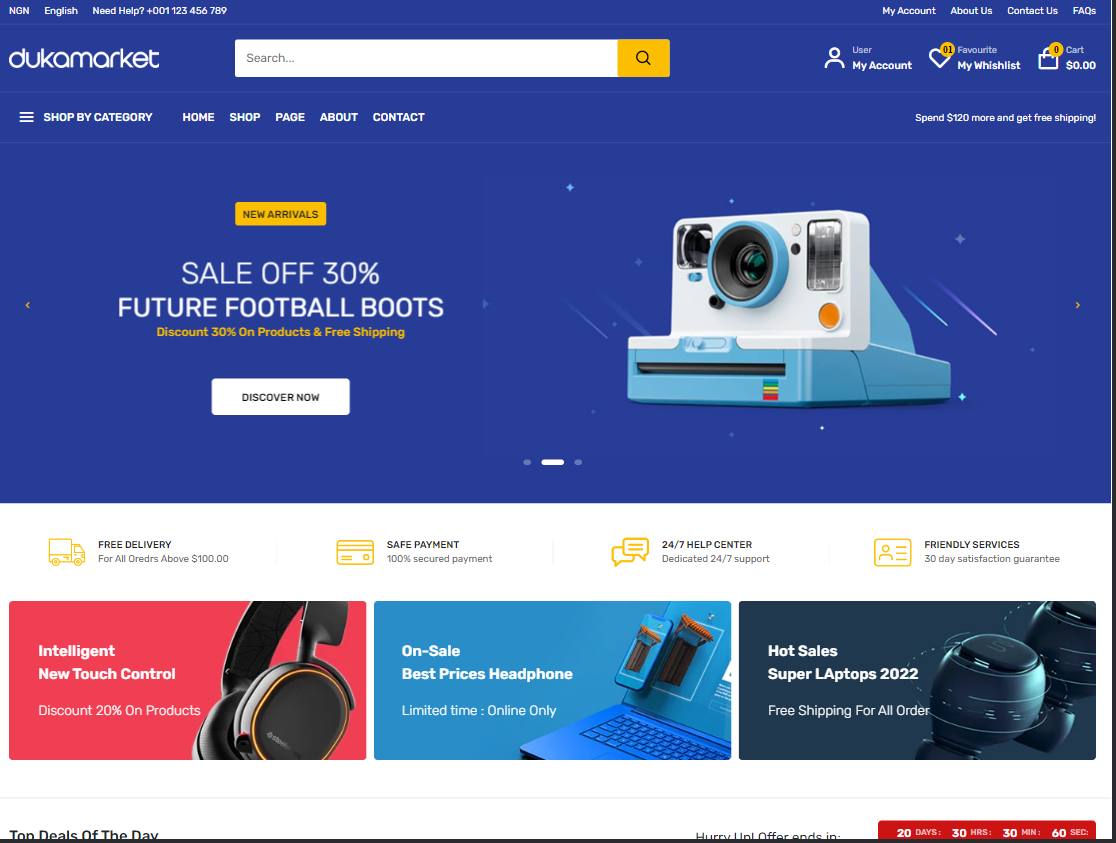 NGN English Need Help? +001 123 456 789 My Account About Us Contact Us FAQs
dukamarket Search... User My Account 01 Favourite My Whishlist 0 Cart $0.00
SHOP BY CATEGORY HOME SHOP PAGE ABOUT CONTACT Spend $120 more and get free shipping!
NEW ARRIVALS
SALE OFF 30%
FUTURE FOOTBALL BOOTS
Discount 30% On Products & Free Shipping
DISCOVER NOW
FREE DELIVERY
For All Oredrs Above $100.00
SAFE PAYMENT
100% secured payment
24/7 HELP CENTER
Dedicated 24/7 support
FRIENDLY SERVICES
30 day satisfaction guarantee
Intelligent
New Touch Control
Discount 20% On Products
On-Sale
Best Prices Headphone
Limited time : Online Only
Hot Sales
Super LAptops 2022
Free Shipping For All Order
Top Deals Of The Day Hurry Up! Offer ends in: 20 DAYS : 30 HRS : 30 MIN : 60 SEC: